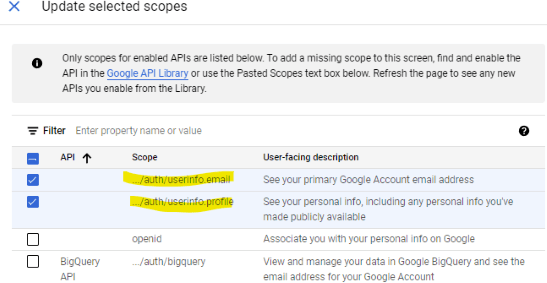 Update selected scopes
Only scopes for enabled APIs are listed below. To add a missing scope to this screen, find and enable the
API in the Google API Library or use the Pasted Scopes text box below. Refresh the page to see any new
APIs you enable from the Library.
Filter Enter property name or value
API Scope User-facing description
.../auth/userinfo.email See your primary Google Account email address
.../auth/userinfo.profile See your personal info, including any personal info you've
made publicly available
openid Associate you with your personal info on Google
BigQuery .../auth/bigquery View and manage your data in Google BigQuery and see the
API email address for your Google Account